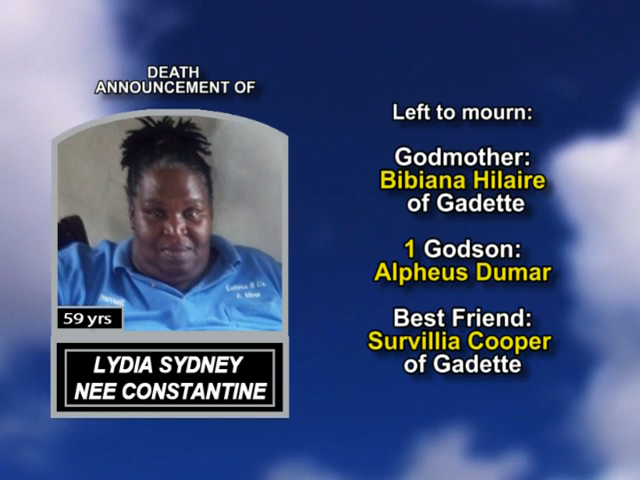 DEATH
ANNOUNCEMENT OF
59 yrs
LYDIA SYDNEY
NEE CONSTANTINE
Left to mourn:
Godmother:
Bibiana Hilaire
of Gadette
1 Godson:
Alpheus Dumar
Best Friend:
Survillia Cooper
of Gadette